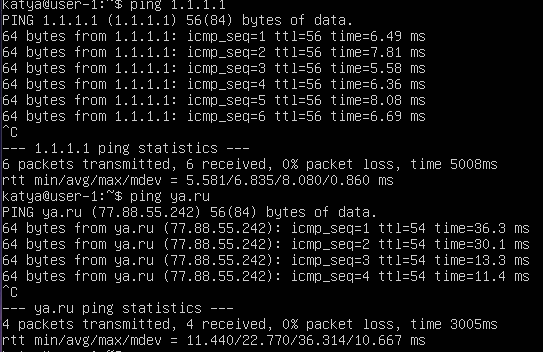 katya@user-1:~$ ping 1.1.1.1
PING 1.1.1.1 (1.1.1.1) 56(84) bytes of data.
64 bytes from 1.1.1.1: icmp_seq=1 ttl=56 time=6.49 ms
64 bytes from 1.1.1.1: icmp_seq=2 ttl=56 time=7.81 ms
64 bytes from 1.1.1.1: icmp_seq=3 ttl=56 time=5.58 ms
64 bytes from 1.1.1.1: icmp_seq=4 ttl=56 time=6.36 ms
64 bytes from 1.1.1.1: icmp_seq=5 ttl=56 time=8.08 ms
64 bytes from 1.1.1.1: icmp_seq=6 ttl=56 time=6.69 ms
^C
--- 1.1.1.1 ping statistics ---
6 packets transmitted, 6 received, 0% packet loss, time 5008ms
rtt min/avg/max/mdev = 5.581/6.835/8.080/0.860 ms
katya@user-1:~$ ping ya.ru
PING ya.ru (77.88.55.242) 56(84) bytes of data.
64 bytes from ya.ru (77.88.55.242): icmp_seq=1 ttl=54 time=36.3 ms
64 bytes from ya.ru (77.88.55.242): icmp_seq=2 ttl=54 time=30.1 ms
64 bytes from ya.ru (77.88.55.242): icmp_seq=3 ttl=54 time=13.3 ms
64 bytes from ya.ru (77.88.55.242): icmp_seq=4 ttl=54 time=11.4 ms
^C
--- ya.ru ping statistics ---
4 packets transmitted, 4 received, 0% packet loss, time 3005ms
rtt min/avg/max/mdev = 11.440/22.770/36.314/10.667 ms